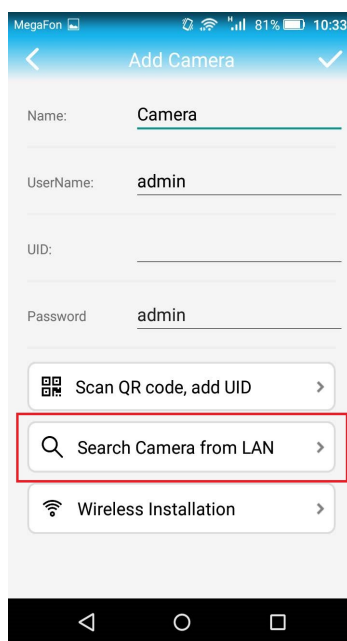 MegaFon 81% 10:33
Add Camera
Name: Camera
UserName: admin
UID:
Password admin
Scan QR code, add UID
Search Camera from LAN
Wireless Installation